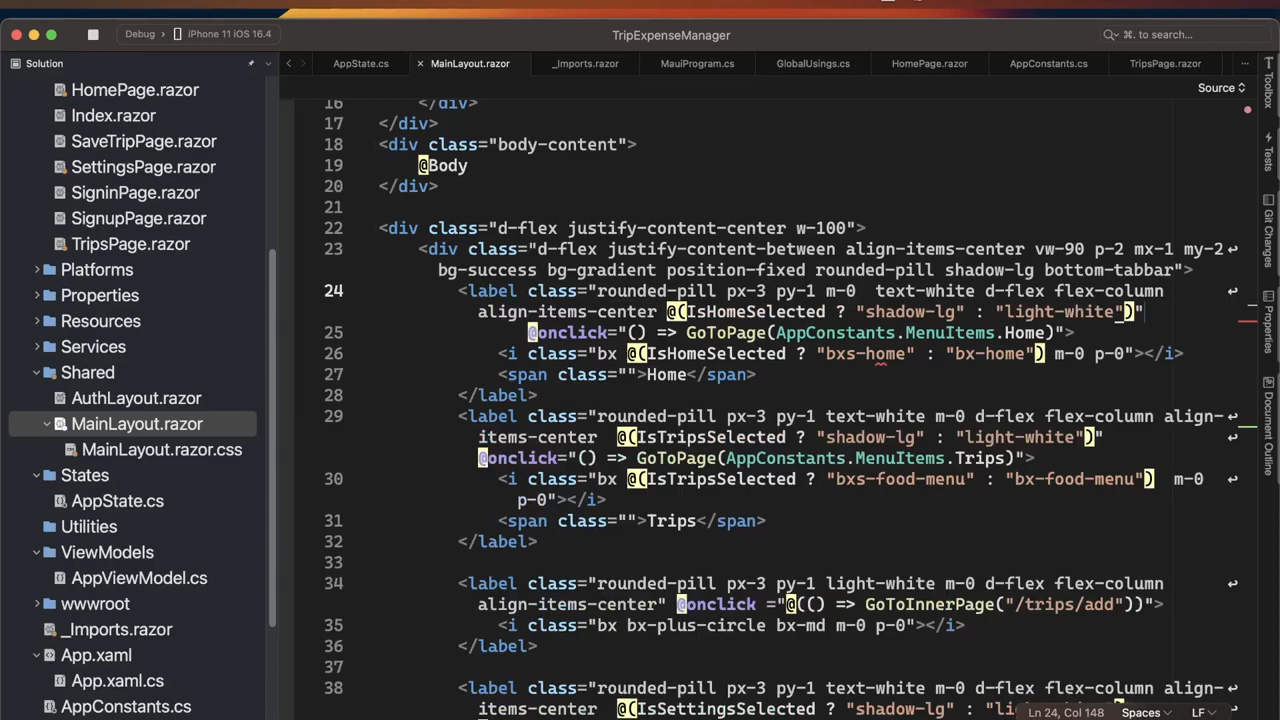 Debug
iPhone 11 iOS 16.4
TripExpenseManager
⌘. to search...
Solution
AppState.cs
MainLayout.razor
_Imports.razor
MauiProgram.cs
GlobalUsings.cs
HomePage.razor
AppConstants.cs
TripsPage.razor
Source
HomePage.razor
Index.razor
SaveTripPage.razor
SettingsPage.razor
SigninPage.razor
SignupPage.razor
TripsPage.razor
Platforms
Properties
Resources
Services
Shared
AuthLayout.razor
MainLayout.razor
MainLayout.razor.css
States
AppState.cs
Utilities
ViewModels
AppViewModel.cs
wwwroot
_Imports.razor
App.xaml
App.xaml.cs
AppConstants.cs
16 </div>
17 </div>
18 <div class="body-content">
19 @Body
20 </div>
21
22 <div class="d-flex justify-content-center w-100">
23 <div class="d-flex justify-content-between align-items-center vw-90 p-2 mx-1 my-2
bg-success bg-gradient position-fixed rounded-pill shadow-lg bottom-tabbar">
24 <label class="rounded-pill px-3 py-1 m-0  text-white d-flex flex-column
align-items-center @(IsHomeSelected ? "shadow-lg" : "light-white")"
25 @onclick="() => GoToPage(AppConstants.MenuItems.Home)">
26 <i class="bx @(IsHomeSelected ? "bxs-home" : "bx-home") m-0 p-0"></i>
27 <span class="">Home</span>
28 </label>
29 <label class="rounded-pill px-3 py-1 text-white m-0 d-flex flex-column align-
items-center  @(IsTripsSelected ? "shadow-lg" : "light-white")"
@onclick="() => GoToPage(AppConstants.MenuItems.Trips)">
30 <i class="bx @(IsTripsSelected ? "bxs-food-menu" : "bx-food-menu")  m-0
p-0"></i>
31 <span class="">Trips</span>
32 </label>
33
34 <label class="rounded-pill px-3 py-1 light-white m-0 d-flex flex-column
align-items-center" @onclick ="@(() => GoToInnerPage("/trips/add"))">
35 <i class="bx bx-plus-circle bx-md m-0 p-0"></i>
36 </label>
37
38 <label class="rounded-pill px-3 py-1 text-white m-0 d-flex flex-column align-
items-center @(IsSettingsSelected ? "shadow-lg" :
Ln 24, Col 148
Spaces
LF
Toolbox
Tests
Git Changes
Properties
Document Outline